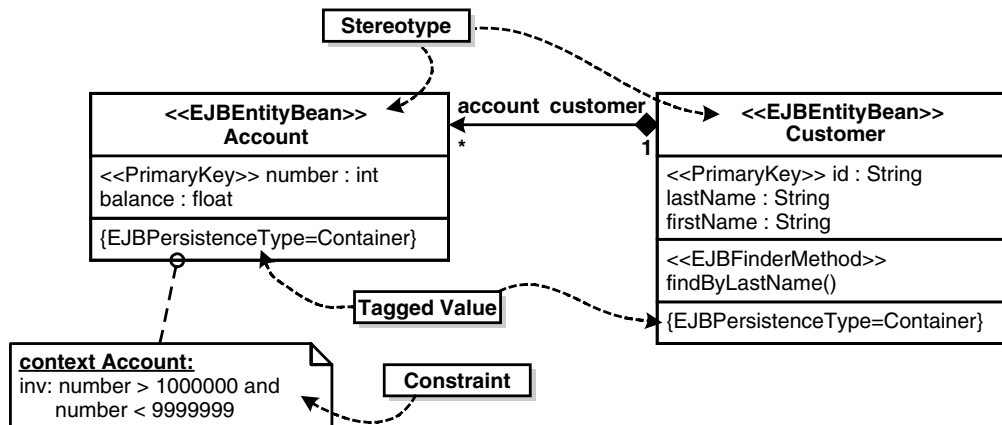 Stereotype
<<EJBEntityBean>>
Account
<<PrimaryKey>> number : int
balance : float
{EJBPersistenceType=Container}
account customer
*
1
<<EJBEntityBean>>
Customer
<<PrimaryKey>> id : String
lastName : String
firstName : String
<<EJBFinderMethod>>
findByLastName()
{EJBPersistenceType=Container}
Tagged Value
context Account:
inv: number > 1000000 and
number < 9999999
Constraint